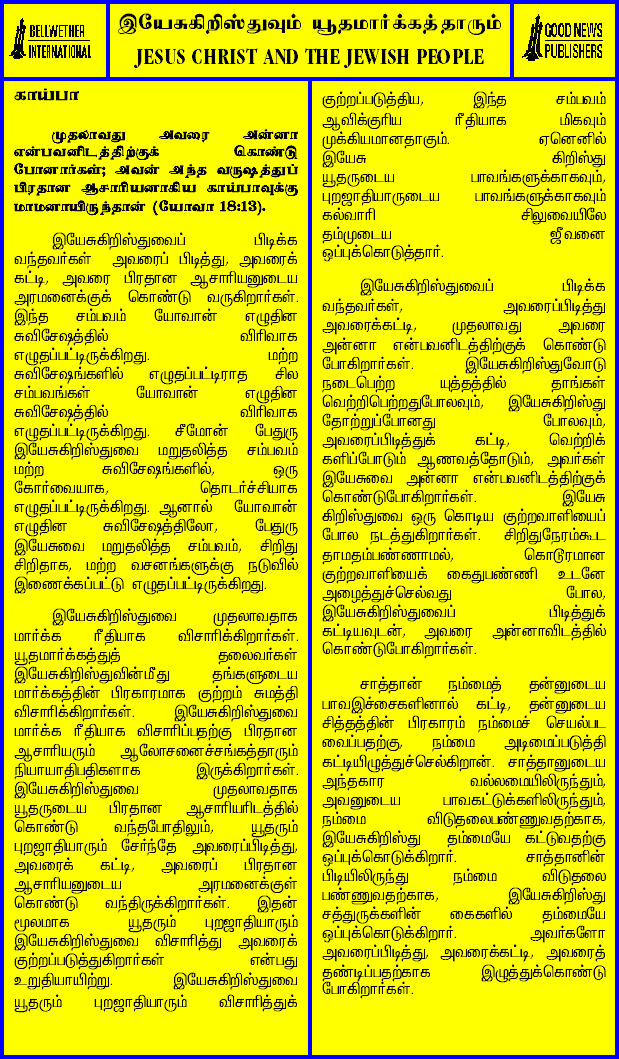 BELLWETHER
INTERNATIONAL
இயேசுகிறிஸ்துவும் யூதமார்க்கத்தாரும்
JESUS CHRIST AND THE JEWISH PEOPLE
GOOD NEWS
PUBLISHERS
காய்பா
முதலாவது அவரை அன்னா
என்பவனிடத்திற்குக் கொண்டு
போனார்கள்; அவன் அந்த வருஷத்துப்
பிரதான ஆசாரியனாகிய காய்பாவுக்கு
மாமனாயிருந்தான் (யோவா 18:13).
இயேசுகிறிஸ்துவைப் பிடிக்க
வந்தவர்கள் அவரைப் பிடித்து, அவரைக்
கட்டி, அவரை பிரதான ஆசாரியனுடைய
அரமனைக்குக் கொண்டு வருகிறார்கள்.
இந்த சம்பவம் யோவான் எழுதின
சுவிசேஷத்தில் விரிவாக
எழுதப்பட்டிருக்கிறது. மற்ற
சுவிசேஷங்களில் எழுதப்பட்டிராத சில
சம்பவங்கள் யோவான் எழுதின
சுவிசேஷத்தில் விரிவாக
எழுதப்பட்டிருக்கிறது. சீமோன் பேதுரு
இயேசுகிறிஸ்துவை மறுதலித்த சம்பவம்
மற்ற சுவிசேஷங்களில், ஒரு
கோர்வையாக, தொடர்ச்சியாக
எழுதப்பட்டிருக்கிறது. ஆனால் யோவான்
எழுதின சுவிசேஷத்திலோ, பேதுரு
இயேசுவை மறுதலித்த சம்பவம், சிறிது
சிறிதாக, மற்ற வசனங்களுக்கு நடுவில்
இணைக்கப்பட்டு எழுதப்பட்டிருக்கிறது.
இயேசுகிறிஸ்துவை முதலாவதாக
மார்க்க ரீதியாக விசாரிக்கிறார்கள்.
யூதமார்க்கத்துத் தலைவர்கள்
இயேசுகிறிஸ்துவின்மீது தங்களுடைய
மார்க்கத்தின் பிரகாரமாக குற்றம் சுமத்தி
விசாரிக்கிறார்கள். இயேசுகிறிஸ்துவை
மார்க்க ரீதியாக விசாரிப்பதற்கு பிரதான
ஆசாரியரும் ஆலோசனைச்சங்கத்தாரும்
நியாயாதிபதிகளாக இருக்கிறார்கள்.
இயேசுகிறிஸ்துவை முதலாவதாக
யூதருடைய பிரதான ஆசாரியரிடத்தில்
கொண்டு வந்தபோதிலும், யூதரும்
புறஜாதியாரும் சேர்ந்தே அவரைப்பிடித்து,
அவரைக் கட்டி, அவரைப் பிரதான
ஆசாரியனுடைய அரமனைக்குள்
கொண்டு வந்திருக்கிறார்கள். இதன்
மூலமாக யூதரும் புறஜாதியாரும்
இயேசுகிறிஸ்துவை விசாரித்து அவரைக்
குற்றப்படுத்துகிறார்கள் என்பது
உறுதியாயிற்று. இயேசுகிறிஸ்துவை
யூதரும் புறஜாதியாரும் விசாரித்துக்
குற்றப்படுத்திய, இந்த சம்பவம்
ஆவிக்குரிய ரீதியாக மிகவும்
முக்கியமானதாகும். ஏனெனில்
இயேசு கிறிஸ்து
யூதருடைய பாவங்களுக்காகவும்,
புறஜாதியாருடைய பாவங்களுக்காகவும்
கல்வாரி சிலுவையிலே
தம்முடைய ஜீவனை
ஒப்புக்கொடுத்தார்.
இயேசுகிறிஸ்துவைப் பிடிக்க
வந்தவர்கள், அவரைப்பிடித்து
அவரைக்கட்டி, முதலாவது அவரை
அன்னா என்பவனிடத்திற்குக் கொண்டு
போகிறார்கள். இயேசுகிறிஸ்துவோடு
நடைபெற்ற யுத்தத்தில் தாங்கள்
வெற்றிபெற்றதுபோலவும், இயேசுகிறிஸ்து
தோற்றுப்போனது போலவும்,
அவரைப்பிடித்துக் கட்டி, வெற்றிக்
களிப்போடும் ஆணவத்தோடும், அவர்கள்
இயேசுவை அன்னா என்பவனிடத்திற்குக்
கொண்டுபோகிறார்கள். இயேசு
கிறிஸ்துவை ஒரு கொடிய குற்றவாளியைப்
போல நடத்துகிறார்கள். சிறிதுநேரம்கூட
தாமதம்பண்ணாமல், கொடூரமான
குற்றவாளியைக் கைதுபண்ணி உடனே
அழைத்துச்செல்வது போல,
இயேசுகிறிஸ்துவைப் பிடித்துக்
கட்டியவுடன், அவரை அன்னாவிடத்தில்
கொண்டுபோகிறார்கள்.
சாத்தான் நம்மைத் தன்னுடைய
பாவஇச்சைகளினால் கட்டி, தன்னுடைய
சித்தத்தின் பிரகாரம் நம்மைச் செயல்பட
வைப்பதற்கு, நம்மை அடிமைப்படுத்தி
கட்டியிழுத்துச்செல்கிறான். சாத்தானுடைய
அந்தகார வல்லமையிலிருந்தும்,
அவனுடைய பாவகட்டுக்களிலிருந்தும்,
நம்மை விடுதலைபண்ணுவதற்காக,
இயேசுகிறிஸ்து தம்மையே கட்டுவதற்கு
ஒப்புக்கொடுக்கிறார். சாத்தானின்
பிடியிலிருந்து நம்மை விடுதலை
பண்ணுவதற்காக, இயேசுகிறிஸ்து
சத்துருக்களின் கைகளில் தம்மையே
ஒப்புக்கொடுக்கிறார். அவர்களோ
அவரைப்பிடித்து, அவரைக்கட்டி, அவரைத்
தண்டிப்பதற்காக இழுத்துக்கொண்டு
போகிறார்கள்.